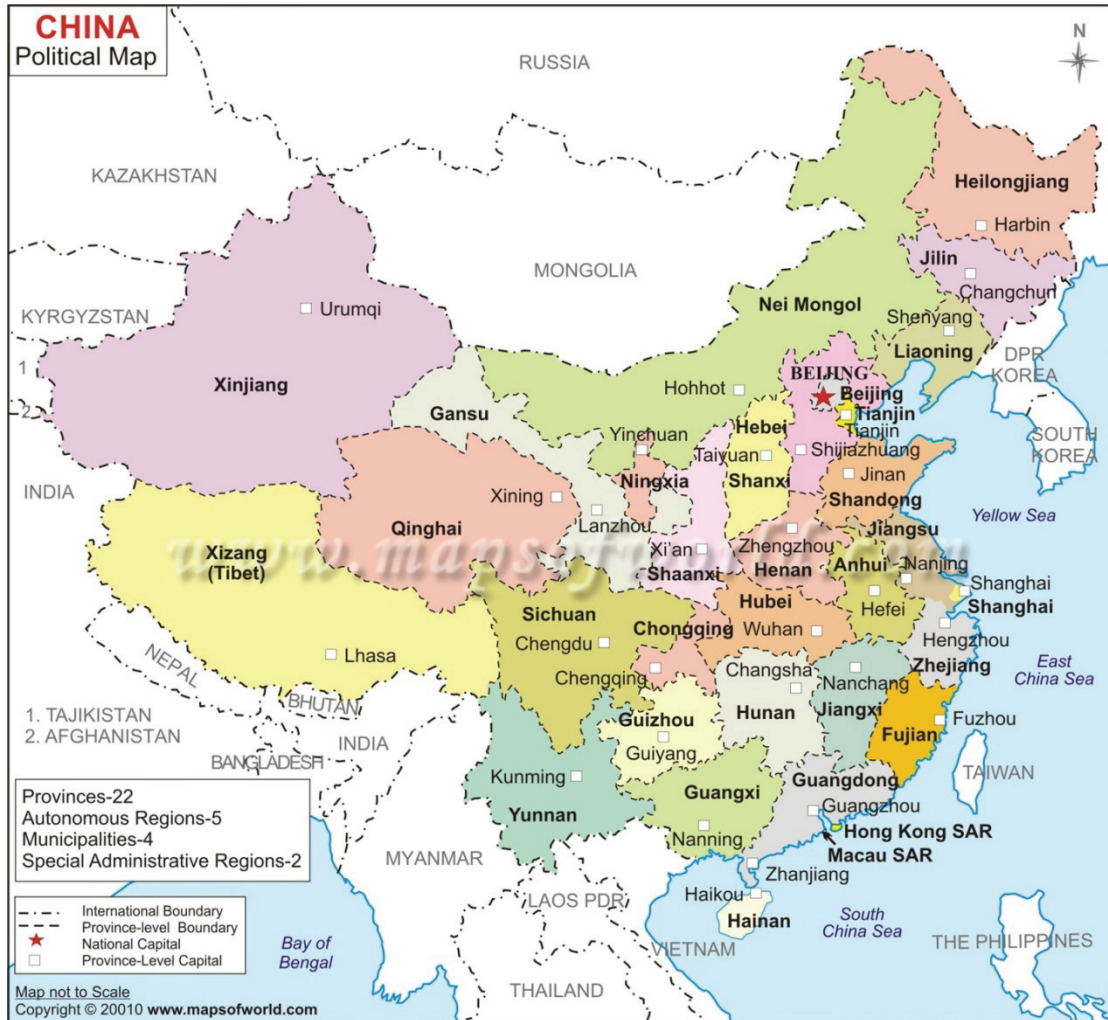 CHINA
Political Map
N
RUSSIA
KAZAKHSTAN
Heilongjiang
Harbin
MONGOLIA
Jilin
Changchun
KYRGYZSTAN
Urumqi
Nei Mongol
Shenyang
Liaoning
1
2
Xinjiang
DPR
KOREA
BEIJING
Beijing
Hohhot
Gansu
Tianjin
Tianjin
Hebei
Yinchuan
Taiyuan
Shijiazhuang
SOUTH
KOREA
Ningxia
Shanxi
Jinan
Shandong
INDIA
Xining
Lanzhou
Yellow Sea
Qinghai
Jiangsu
www.mapsofworld.com
Xizang
(Tibet)
Xi'an
Zhengzhou
Shaanxi
Henan
Anhui
Nanjing
Shanghai
Shanghai
Sichuan
Hubei
Hefei
Chongqing
Wuhan
Hengzhou
Chengdu
Lhasa
NEPAL
Chengqing
Changsha
Nanchang
Zhejiang
East
China Sea
BHUTAN
Guizhou
Hunan
Jiangxi
Fuzhou
Fujian
1. TAJIKISTAN
2. AFGHANISTAN
INDIA
BANGLADESH
Guiyang
Kunming
Yunnan
Guangxi
Guangdong
Guangzhou
TAIWAN
Provinces-22
Autonomous Regions-5
Municipalities-4
Special Administrative Regions-2
Nanning
Hong Kong SAR
Macau SAR
MYANMAR
Zhanjiang
LAOS PDR
Haikou
Hainan
South
China Sea
VIETNAM
THE PHILIPPINES
International Boundary
Province-level Boundary
National Capital
Province-Level Capital
Bay of
Bengal
THAILAND
Map not to Scale
Copyright © 20010 www.mapsofworld.com